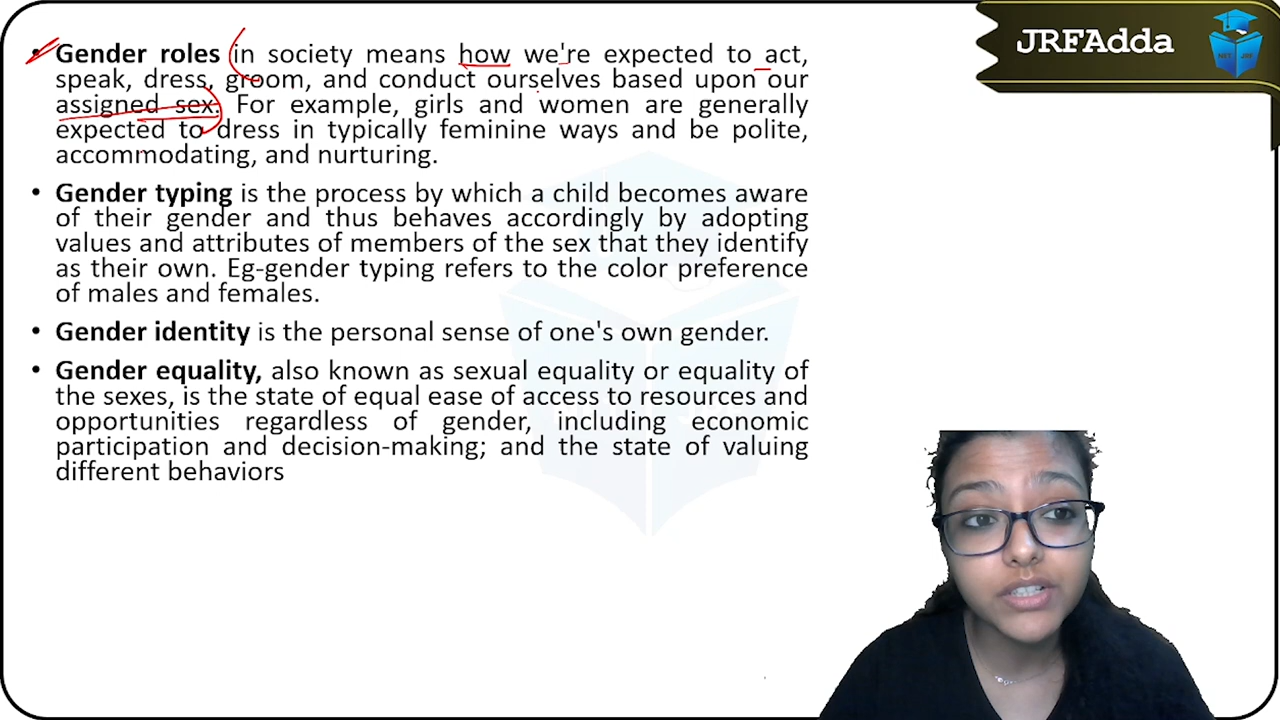 JRFAdda
• Gender roles (in society means how we're expected to act,
speak, dress, groom, and conduct ourselves based upon our
assigned sex. For example, girls and women are generally
expected to dress in typically feminine ways and be polite,
accommodating, and nurturing.
• Gender typing is the process by which a child becomes aware
of their gender and thus behaves accordingly by adopting
values and attributes of members of the sex that they identify
as their own. Eg-gender typing refers to the color preference
of males and females.
• Gender identity is the personal sense of one's own gender.
• Gender equality, also known as sexual equality or equality of
the sexes, is the state of equal ease of access to resources and
opportunities regardless of gender, including economic
participation and decision-making; and the state of valuing
different behaviors